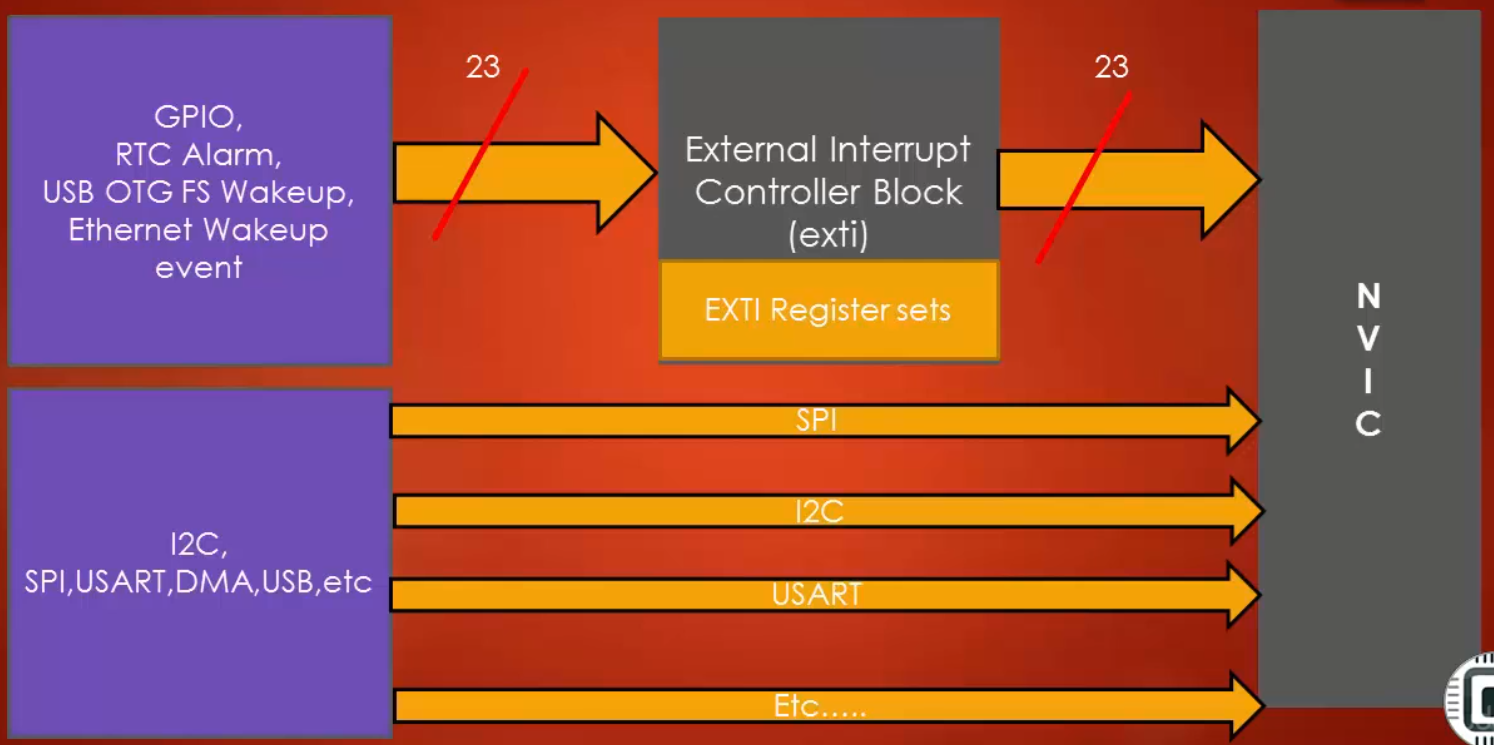 GPIO,
RTC Alarm,
USB OTG FS Wakeup,
Ethernet Wakeup
event
23
External Interrupt
Controller Block
(exti)
EXTI Register sets
23
N
V
I
C
I2C,
SPI,USART,DMA,USB,etc
SPI
I2C
USART
Etc.....